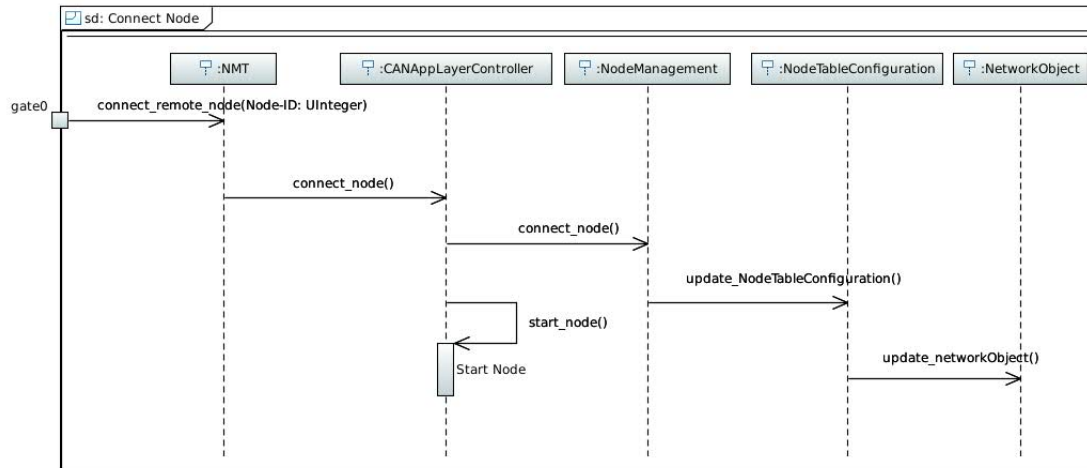 sd: Connect Node
:NMT
:CANAppLayerController
:NodeManagement
:NodeTableConfiguration
:NetworkObject
gate0
connect_remote_node(Node-ID: UInteger)
connect_node()
connect_node()
update_NodeTableConfiguration()
start_node()
Start Node
update_networkObject()